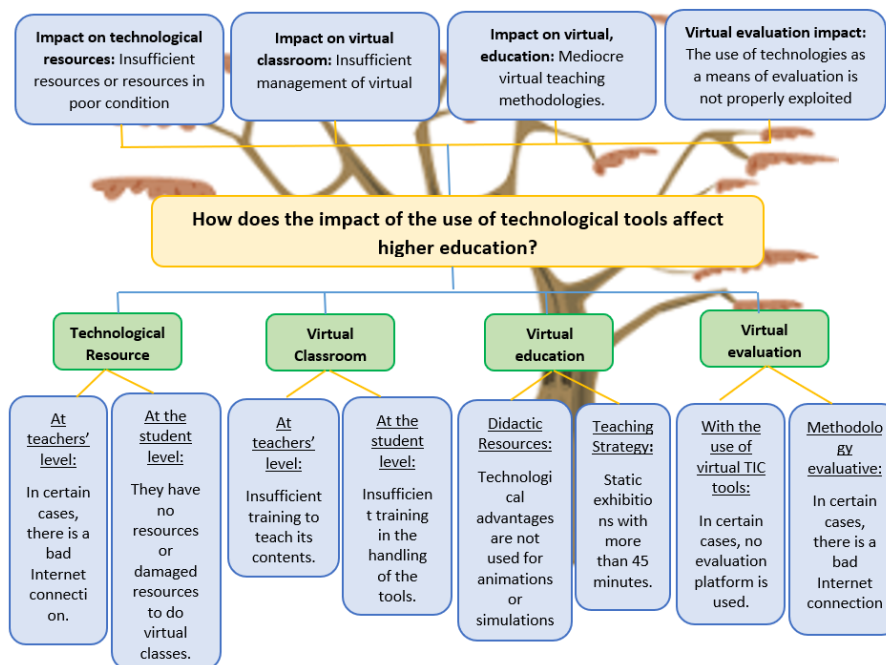 Impact on technological
resources: Insufficient
resources or resources in
poor condition
Impact on virtual
classroom: Insufficient
management of virtual
Impact on virtual,
education: Mediocre
virtual teaching
methodologies.
Virtual evaluation impact:
The use of technologies as
a means of evaluation is
not properly exploited
How does the impact of the use of technological tools affect
higher education?
Technological
Resource
Virtual
Classroom
Virtual
education
Virtual
evaluation
At
teachers'
level:
In certain
cases,
there is a
bad
Internet
connecti
on.
At the
student
level:
They have
no
resources
or
damaged
resources
to do
virtual
classes.
At
teachers'
level:
Insufficient
training to
teach its
contents.
At the
student
level:
Insufficien
t training
in the
handling
of the
tools.
Didactic
Resources:
Technologi
cal
advantages
are not
used for
animations
or
simulations
Teaching
Strategy:
Static
exhibitio
ns with
more
than 45
minutes.
With the
use of
virtual TIC
tools:
In certain
cases, no
evaluation
platform is
used.
Methodolo
gy
evaluative:
In certain
cases,
there is a
bad
Internet
connection